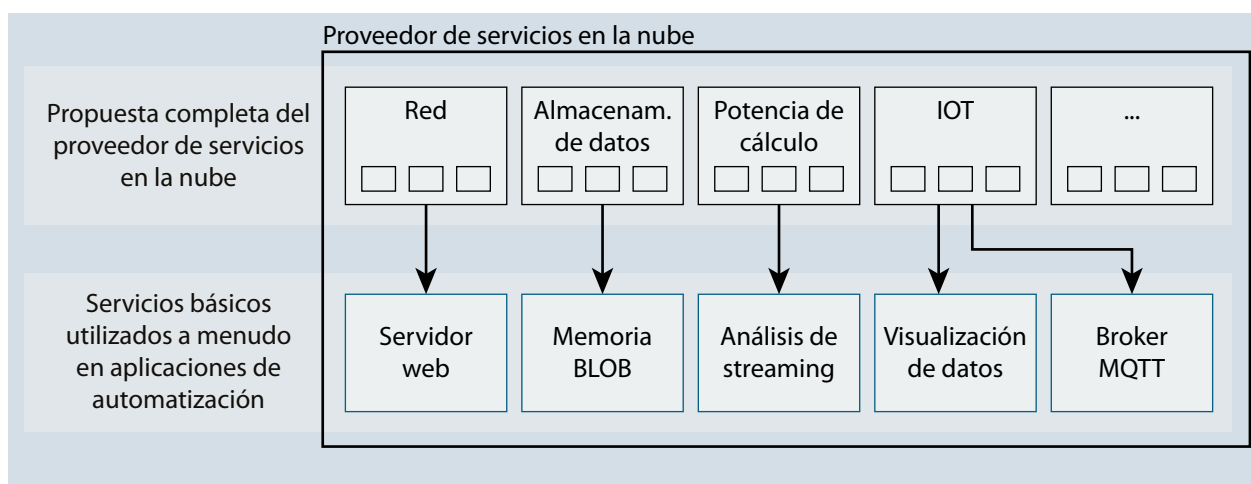 Proveedor de servicios en la nube
Propuesta completa del
proveedor de servicios
en la nube
Red
Almacenam.
de datos
Potencia de
cálculo
IOT
...
Servicios básicos
utilizados a menudo
en aplicaciones de
automatización
Servidor
web
Memoria
BLOB
Análisis de
streaming
Visualización
de datos
Broker
MQTT